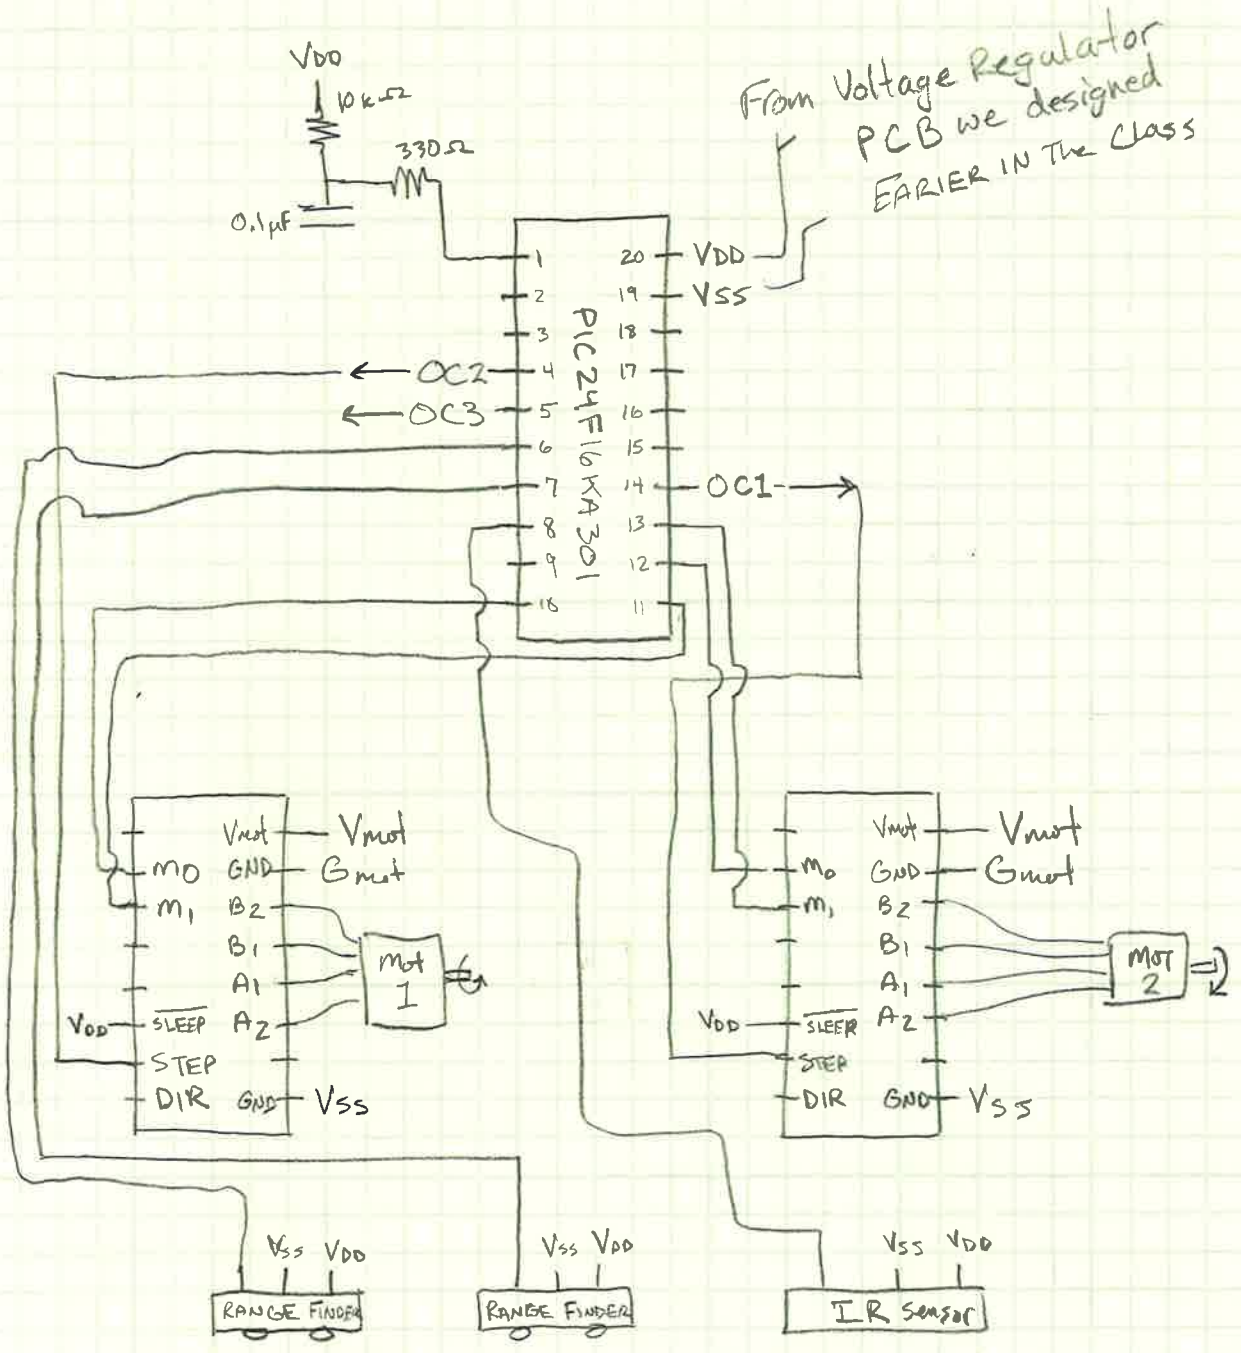 VDD
10kΩ
330Ω
0.1µF
From Voltage Regulator
PCB we designed
EARIER IN THE CLASS
PIC24F16KA301
1
2
3
OC2 4
OC3 5
6
7
8
9
10
20 VDD
19 VSS
18
17
16
15
14 OC1
13
12
11
Vmot Vmot
M0 GND Gmot
M1 B2
B1
A1
VDD SLEEP A2
STEP
DIR GND VSS
Mot
1
Vmot Vmot
M0 GND Gmot
M1 B2
B1
A1
VDD SLEEP A2
STEP
DIR GND VSS
MOT
2
VSS VDD
RANGE FINDER
VSS VDD
RANGE FINDER
VSS VDD
IR Sensor